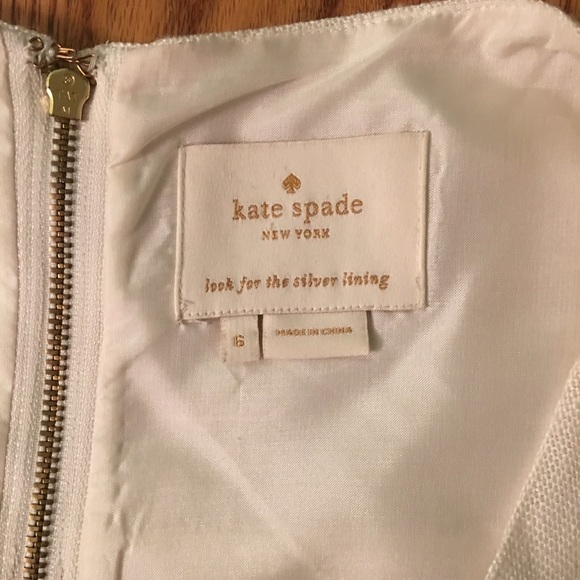 kate spade
NEW YORK
look for the silver lining
6
MADE IN CHINA